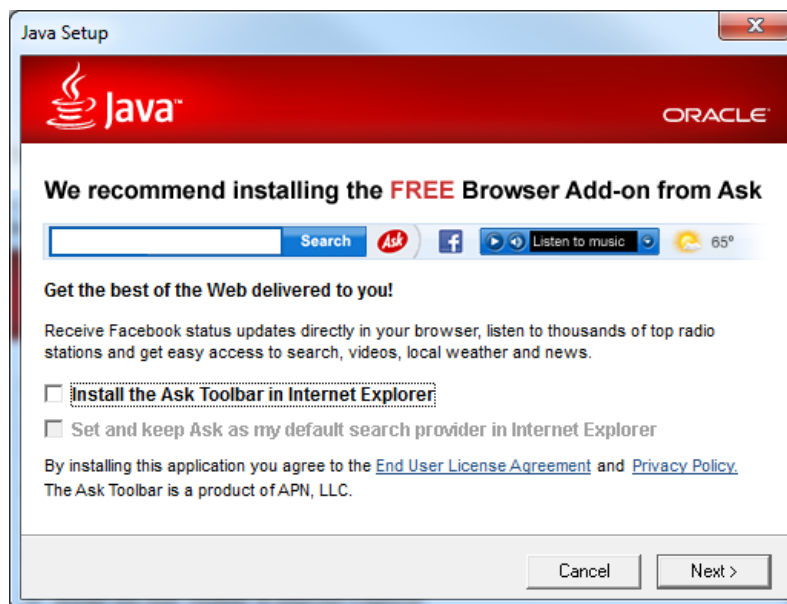 Java Setup
Java™
ORACLE
We recommend installing the FREE Browser Add-on from Ask
Search Ask f Listen to music 65°
Get the best of the Web delivered to you!
Receive Facebook status updates directly in your browser, listen to thousands of top radio
stations and get easy access to search, videos, local weather and news.
Install the Ask Toolbar in Internet Explorer
Set and keep Ask as my default search provider in Internet Explorer
By installing this application you agree to the End User License Agreement and Privacy Policy.
The Ask Toolbar is a product of APN, LLC.
Cancel Next >